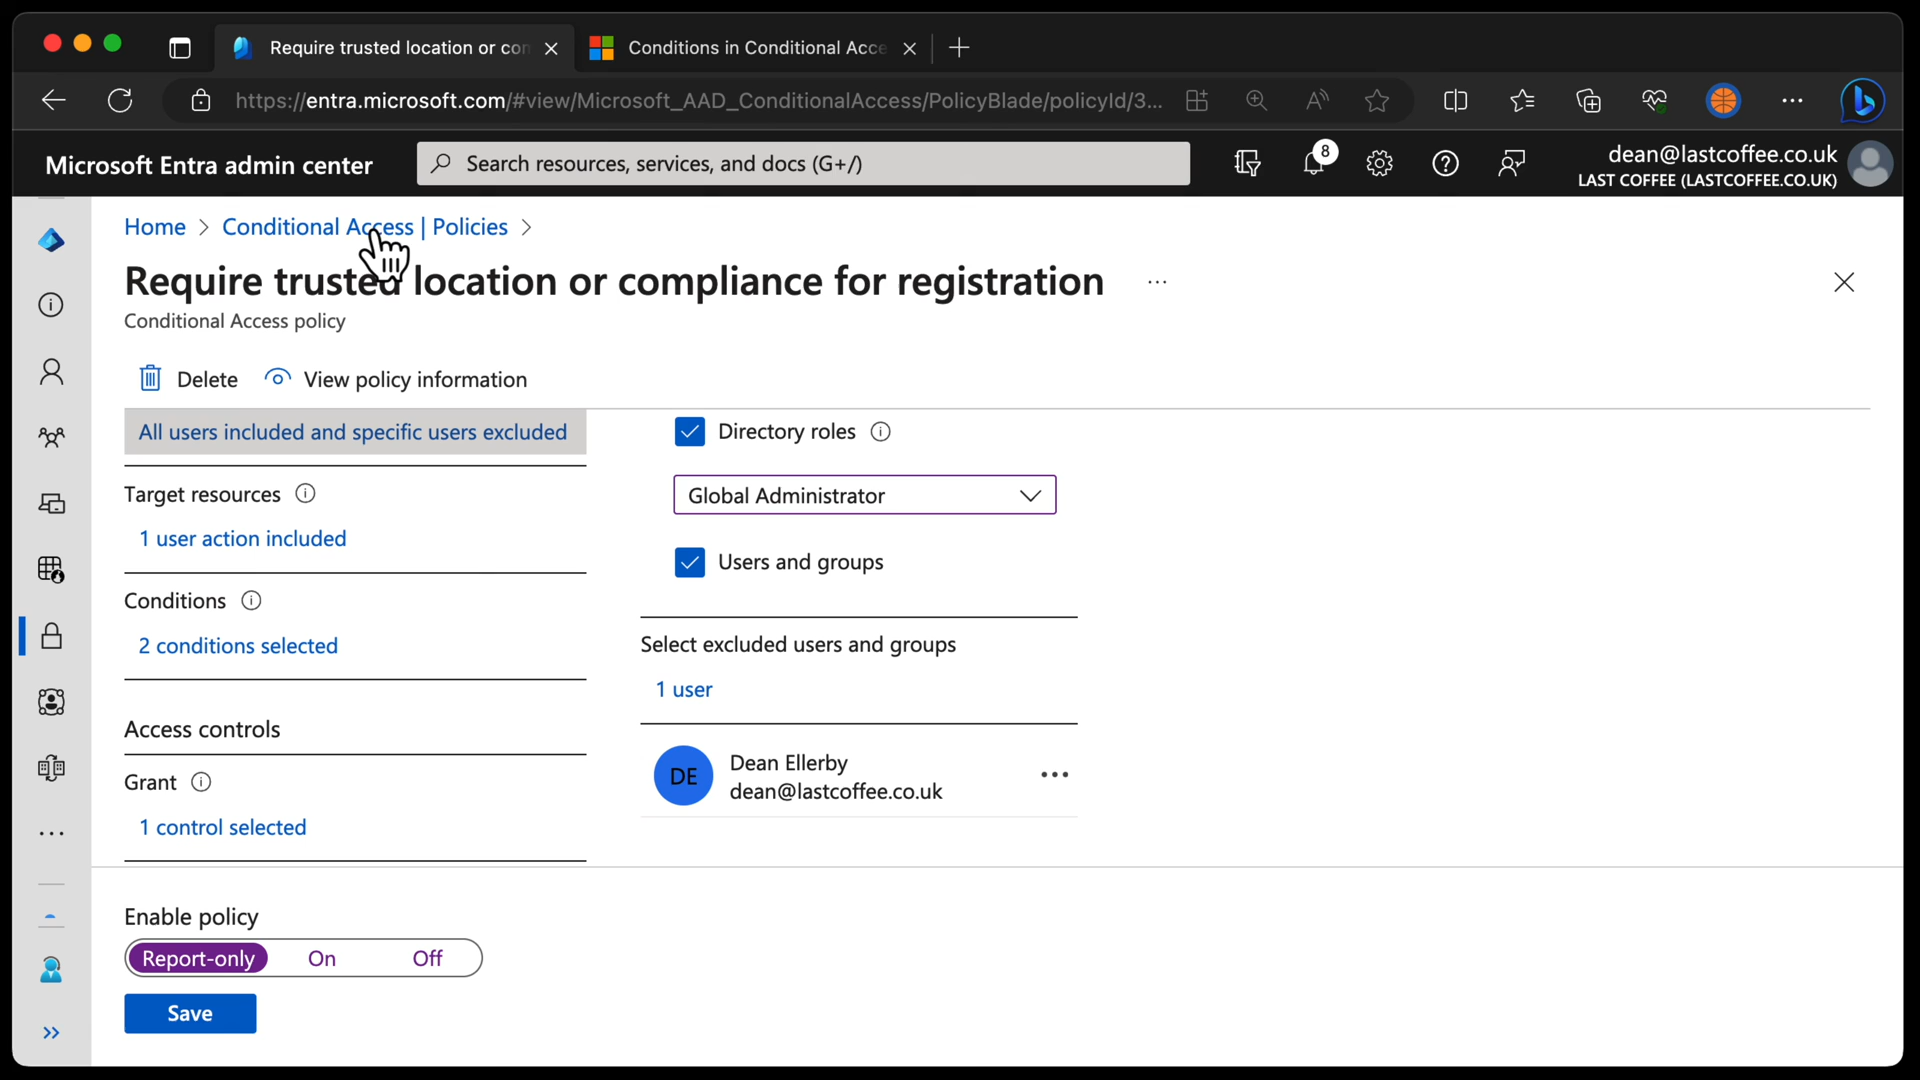 Require trusted location or con
Conditions in Conditional Acce
https://entra.microsoft.com/#view/Microsoft_AAD_ConditionalAccess/PolicyBlade/policyId/3...
Microsoft Entra admin center
Search resources, services, and docs (G+/)
8
dean@lastcoffee.co.uk
LAST COFFEE (LASTCOFFEE.CO.UK)
Home > Conditional Access | Policies >
Require trusted location or compliance for registration ...
Conditional Access policy
Delete View policy information
All users included and specific users excluded
Target resources
1 user action included
Conditions
2 conditions selected
Access controls
Grant
1 control selected
Directory roles
Global Administrator
Users and groups
Select excluded users and groups
1 user
DE
Dean Ellerby
dean@lastcoffee.co.uk
Enable policy
Report-only On Off
Save